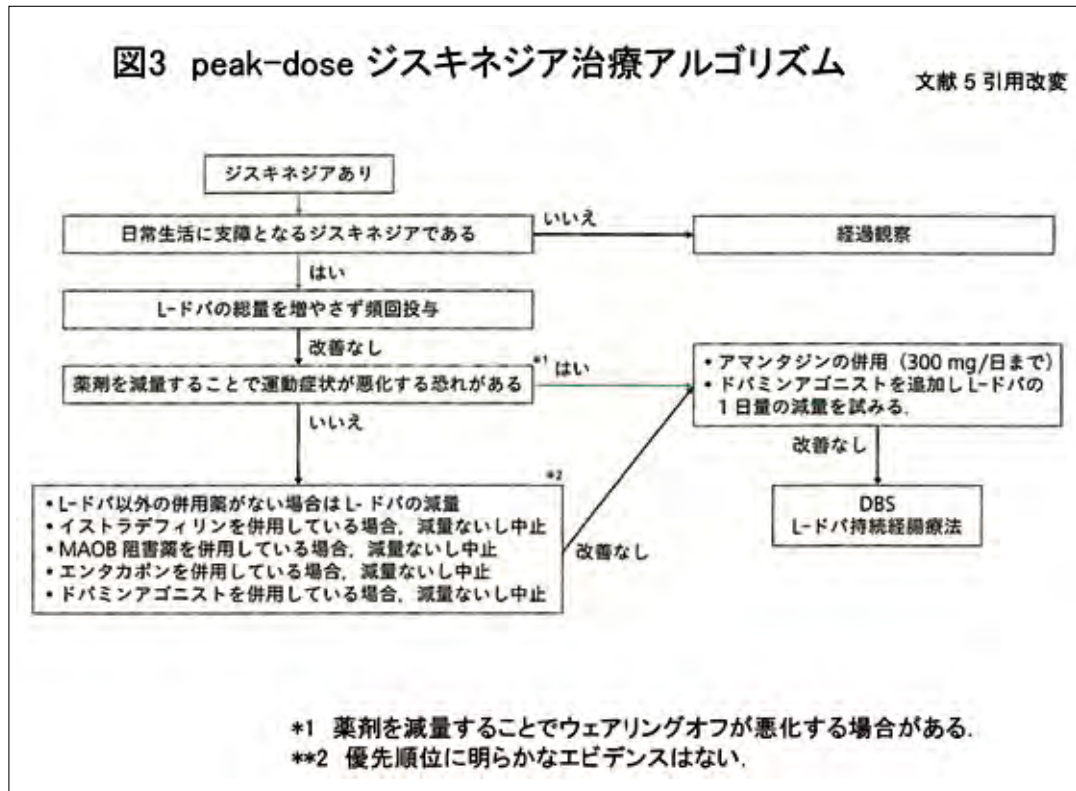 図3 peak-dose ジスキネジア治療アルゴリズム
文献 5 引用改変
ジスキネジアあり
日常生活に支障となるジスキネジアである
いいえ
経過観察
はい
L-ドパの総量を増やさず頻回投与
改善なし
薬剤を減量することで運動症状が悪化する恐れがある
*1
はい
• アマンタジンの併用（300 mg/日まで）
• ドパミンアゴニストを追加し L-ドパの
1 日量の減量を試みる.
いいえ
改善なし
DBS
L-ドパ持続経腸療法
*2
• L-ドパ以外の併用薬がない場合は L- ドパの減量
• イストラデフィリンを併用している場合，減量ないし中止
• MAOB 阻害薬を併用している場合，減量ないし中止
• エンタカポンを併用している場合，減量ないし中止
• ドパミンアゴニストを併用している場合，減量ないし中止
改善なし
*1 薬剤を減量することでウェアリングオフが悪化する場合がある.
**2 優先順位に明らかなエビデンスはない.